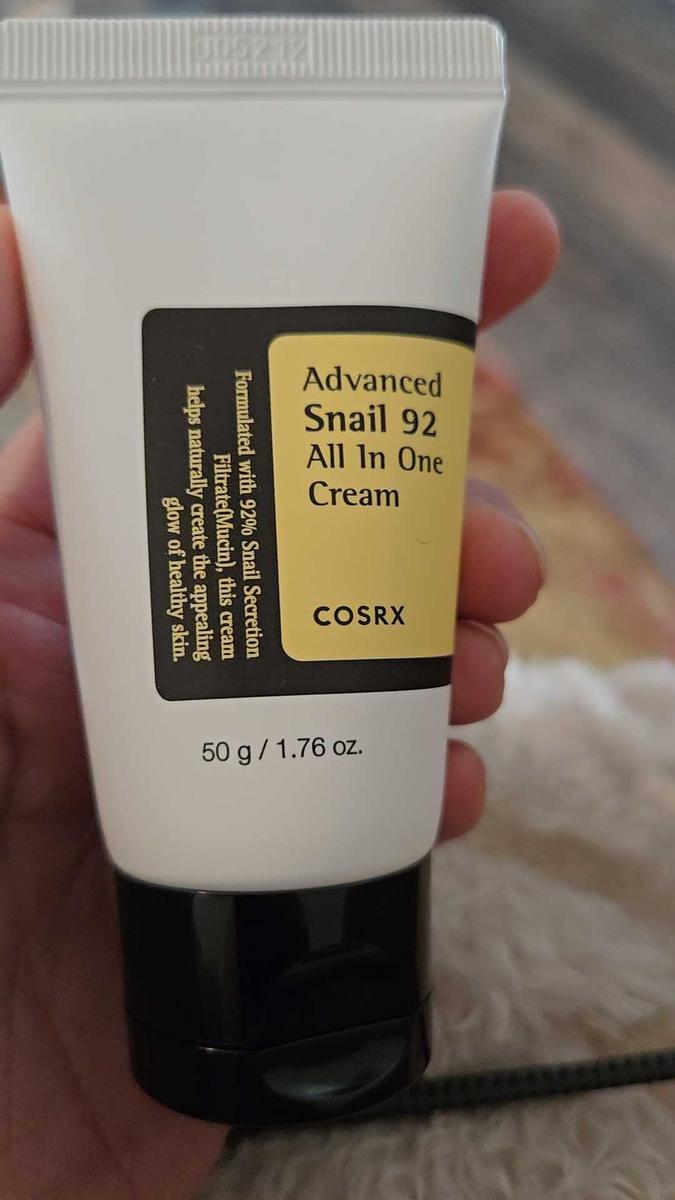 Advanced
Snail 92
All In One
Cream
COSRX
Formulated with 92% Snail Secretion
Filtrate(Mucin), this cream
helps naturally create the appealing
glow of healthy skin.
50 g / 1.76 oz.